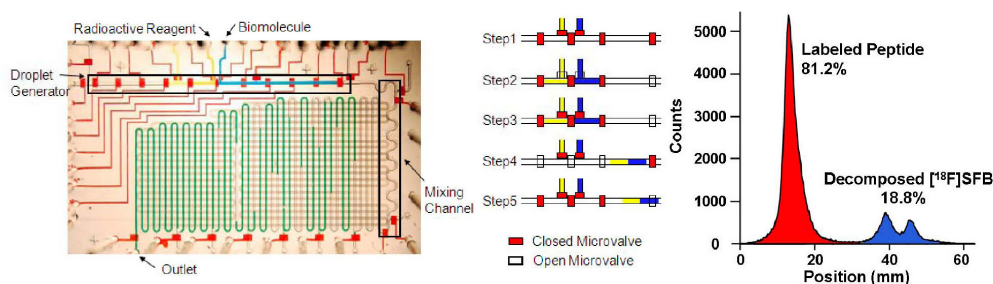 Radioactive Reagent
Biomolecule
Droplet
Generator
Mixing
Channel
Outlet
Step1
Step2
Step3
Step4
Step5
Closed Microvalve
Open Microvalve
Counts
5000
4000
3000
2000
1000
0
Labeled Peptide
81.2%
Decomposed [¹⁸F]SFB
18.8%
0
20
40
60
Position (mm)